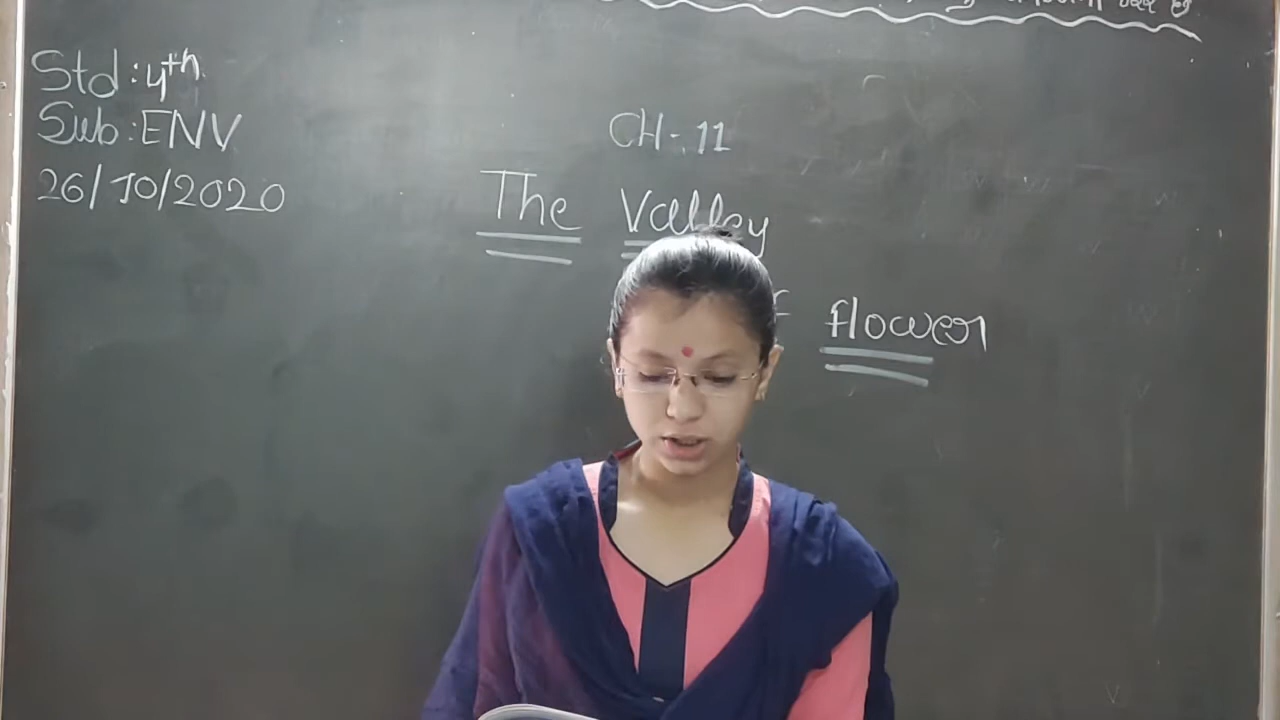 Std : 4th
Sub : ENV
26/10/2020
CH-. 11
The Valley
flower